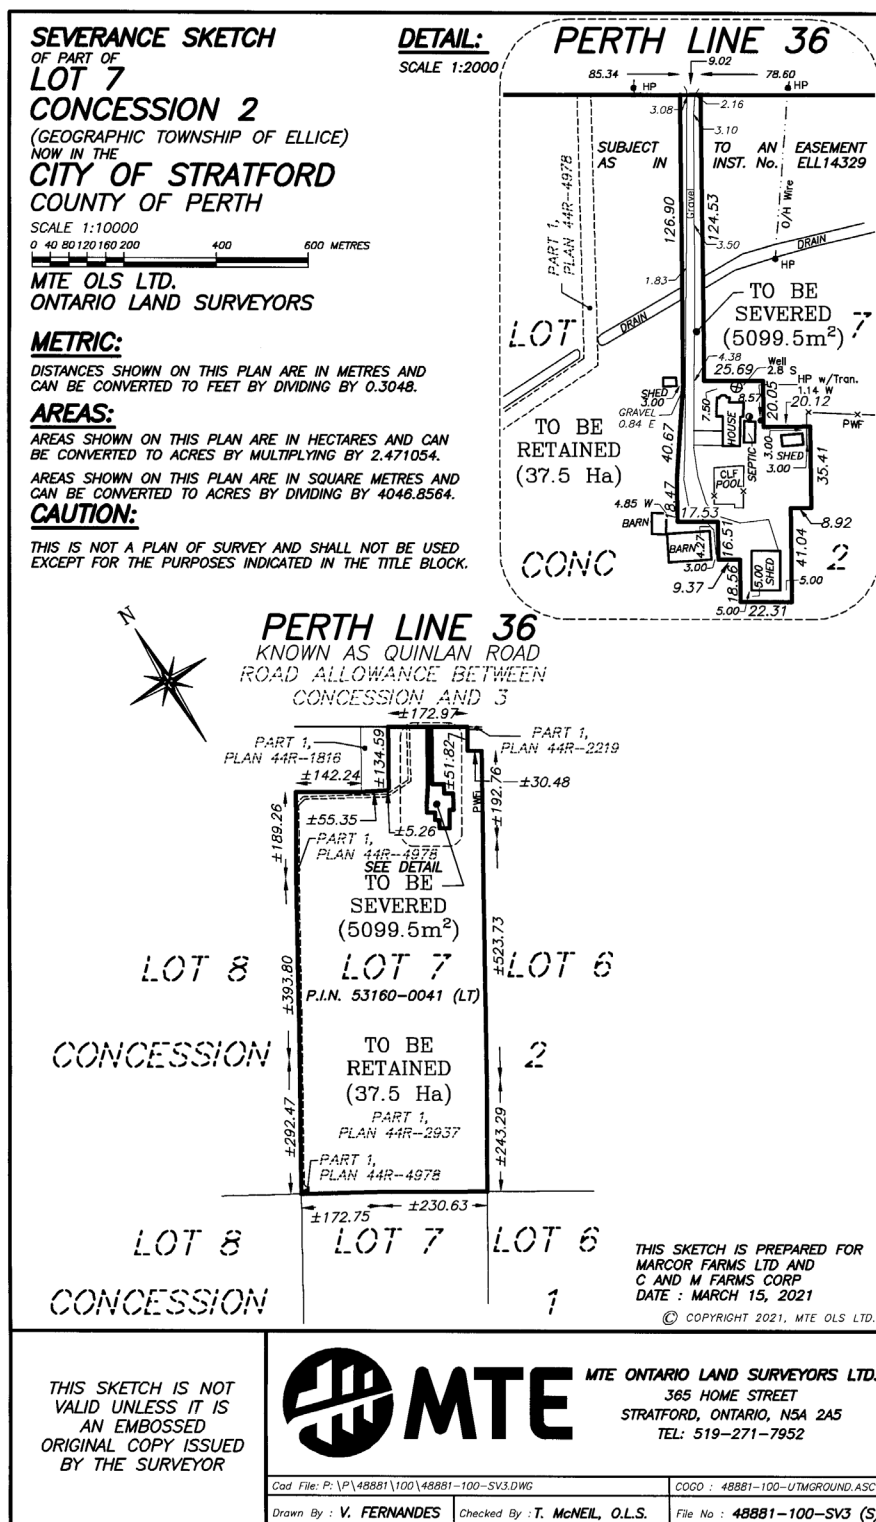 SEVERANCE SKETCH
OF PART OF
LOT 7
CONCESSION 2
(GEOGRAPHIC TOWNSHIP OF ELLICE)
NOW IN THE
CITY OF STRATFORD
COUNTY OF PERTH
SCALE 1:10000
0 40 80 120 160 200 400 600 METRES
MTE OLS LTD.
ONTARIO LAND SURVEYORS
METRIC:
DISTANCES SHOWN ON THIS PLAN ARE IN METRES AND
CAN BE CONVERTED TO FEET BY DIVIDING BY 0.3048.
AREAS:
AREAS SHOWN ON THIS PLAN ARE IN HECTARES AND CAN
BE CONVERTED TO ACRES BY MULTIPLYING BY 2.471054.
AREAS SHOWN ON THIS PLAN ARE IN SQUARE METRES AND
CAN BE CONVERTED TO ACRES BY DIVIDING BY 4046.8564.
CAUTION:
THIS IS NOT A PLAN OF SURVEY AND SHALL NOT BE USED
EXCEPT FOR THE PURPOSES INDICATED IN THE TITLE BLOCK.
DETAIL:
SCALE 1:2000
PERTH LINE 36
9.02
85.34 78.60
HP HP
3.08 2.16
3.10
SUBJECT TO AN EASEMENT
AS IN INST. No. ELL14329
PART 1,
PLAN 44R-4978
126.90
Gravel
124.53
O/H Wire
3.50
DRAIN
HP
1.83
DRAIN
TO BE
SEVERED
(5099.5m²)
LOT 7
4.38
25.69
Well
2.8 S
HP w/Tran.
1.14 W
SHED
3.00
GRAVEL
0.84 E
7.50
8.57
20.05
20.12
PWF
TO BE
RETAINED
(37.5 Ha)
40.67
HOUSE
SEPTIC
3.00
SHED
3.00
35.41
CLF
POOL
8.47
4.85 W
17.53
BARN
BARN
4.27
16.51
3.00
8.92
41.04
CONC 2
9.37
18.56
5.00
SHED
5.00
5.00
22.31
N
PERTH LINE 36
KNOWN AS QUINLAN ROAD
ROAD ALLOWANCE BETWEEN
CONCESSION AND 3
±172.97
PART 1,
PLAN 44R-1816
PART 1,
PLAN 44R-2219
±134.59
±51.82
±142.24
PWF
±192.76
±30.48
±189.26
±55.35
±5.26
PART 1,
PLAN 44R-4978
SEE DETAIL
TO BE
SEVERED
(5099.5m²)
±523.73
LOT 8 LOT 7 LOT 6
±393.80
P.I.N. 53160-0041 (LT)
CONCESSION 2
TO BE
RETAINED
(37.5 Ha)
PART 1,
PLAN 44R-2937
±292.47
±243.29
PART 1,
PLAN 44R-4978
±172.75
±230.63
LOT 8 LOT 7 LOT 6
CONCESSION 1
THIS SKETCH IS PREPARED FOR
MARCOR FARMS LTD AND
C AND M FARMS CORP
DATE : MARCH 15, 2021
© COPYRIGHT 2021, MTE OLS LTD.
THIS SKETCH IS NOT
VALID UNLESS IT IS
AN EMBOSSED
ORIGINAL COPY ISSUED
BY THE SURVEYOR
MTE
MTE ONTARIO LAND SURVEYORS LTD.
365 HOME STREET
STRATFORD, ONTARIO, N5A 2A5
TEL: 519-271-7952
Cad File: P:\P\48881\100\48881-100-SV3.DWG
COGO : 48881-100-UTMGROUND.ASC
Drawn By : V. FERNANDES
Checked By : T. McNEIL, O.L.S.
File No : 48881-100-SV3 (S)